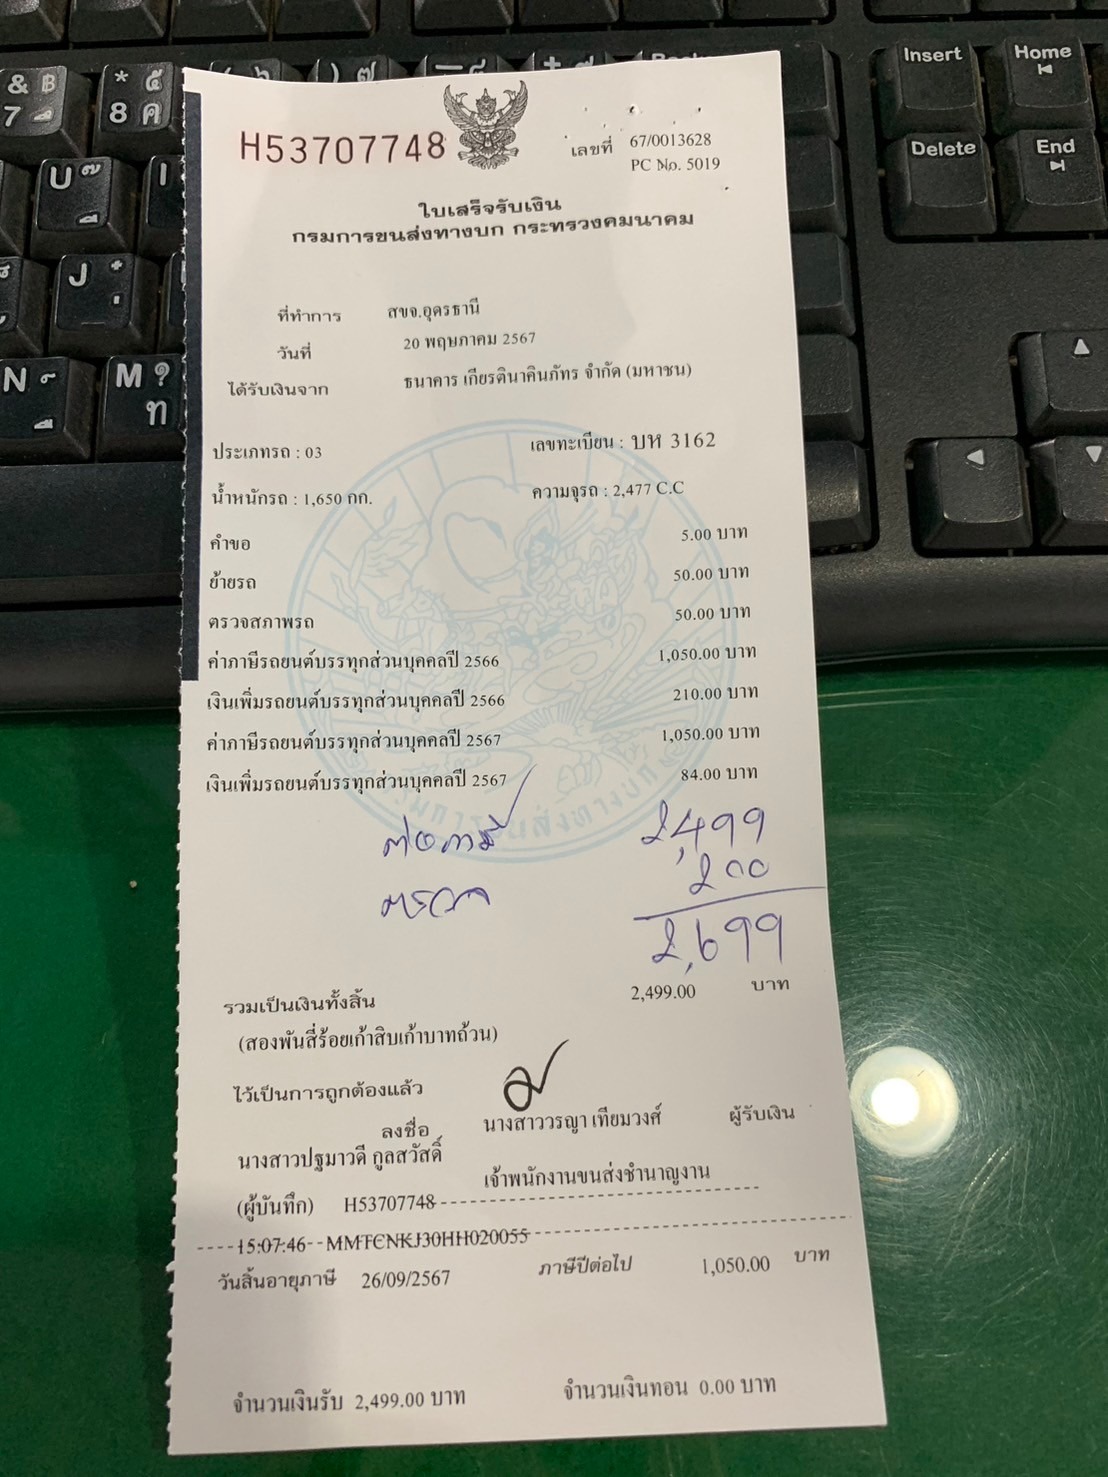 H53707748
เลขที่ 67/0013628
PC No. 5019
ใบเสร็จรับเงิน
กรมการขนส่งทางบก กระทรวงคมนาคม
ที่ทำการ สขจ.อุดรธานี
วันที่ 20 พฤษภาคม 2567
ได้รับเงินจาก ธนาคาร เกียรตินาคินภัทร จำกัด (มหาชน)
ประเภทรถ : 03 เลขทะเบียน : บห 3162
น้ำหนักรถ : 1,650 กก. ความจุรถ : 2,477 C.C
คำขอ 5.00 บาท
ย้ายรถ 50.00 บาท
ตรวจสภาพรถ 50.00 บาท
ค่าภาษีรถยนต์บรรทุกส่วนบุคคลปี 2566 1,050.00 บาท
เงินเพิ่มรถยนต์บรรทุกส่วนบุคคลปี 2566 210.00 บาท
ค่าภาษีรถยนต์บรรทุกส่วนบุคคลปี 2567 1,050.00 บาท
เงินเพิ่มรถยนต์บรรทุกส่วนบุคคลปี 2567 84.00 บาท
ต่อภาษี 2,499
ตรวจ 200
2,699
รวมเป็นเงินทั้งสิ้น 2,499.00 บาท
(สองพันสี่ร้อยเก้าสิบเก้าบาทถ้วน)
ไว้เป็นการถูกต้องแล้ว
ลงชื่อ นางสาววรญา เทียมวงศ์ ผู้รับเงิน
นางสาวปฐมาวดี กูลสวัสดิ์
เจ้าพนักงานขนส่งชำนาญงาน
(ผู้บันทึก) H53707748
15:07:46 MMTCNKJ30HH020055
วันสิ้นอายุภาษี 26/09/2567 ภาษีปีต่อไป 1,050.00 บาท
จำนวนเงินรับ 2,499.00 บาท จำนวนเงินทอน 0.00 บาท
Insert
Home
Delete
End
& ฿
7
* ๕
8 ค
U
I
J
N
M
ท